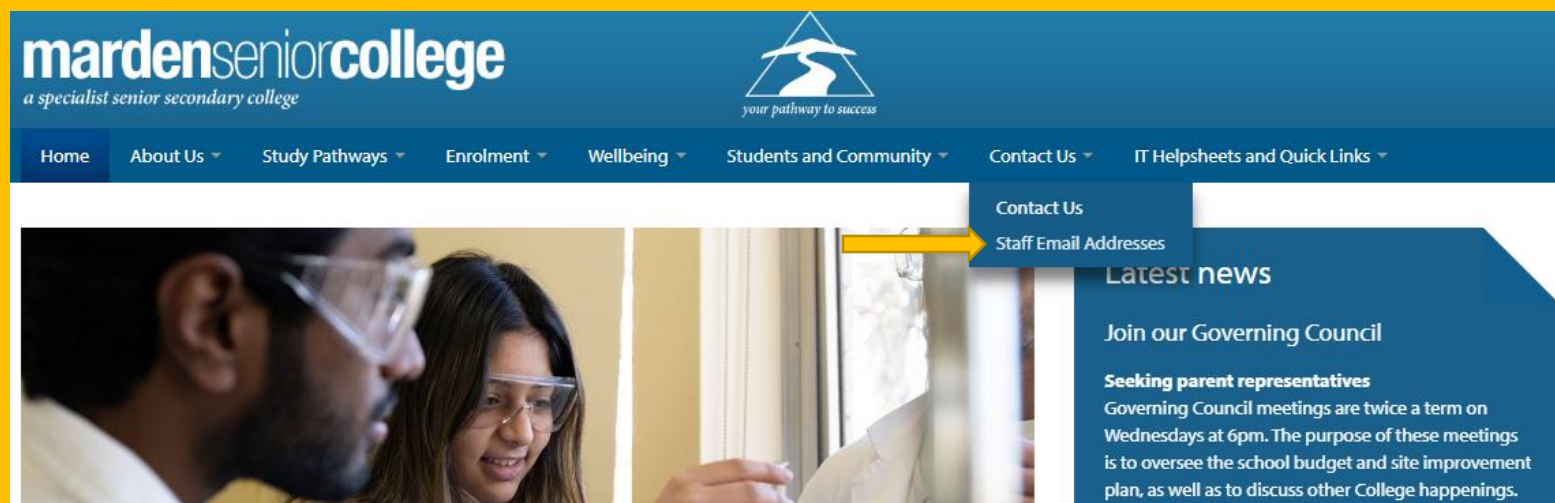 mardenseniorcollege
a specialist senior secondary college
your pathway to success
Home About Us Study Pathways Enrolment Wellbeing Students and Community Contact Us IT Helpsheets and Quick Links
Contact Us
Staff Email Addresses
Latest news
Join our Governing Council
Seeking parent representatives
Governing Council meetings are twice a term on
Wednesdays at 6pm. The purpose of these meetings
is to oversee the school budget and site improvement
plan, as well as to discuss other College happenings.